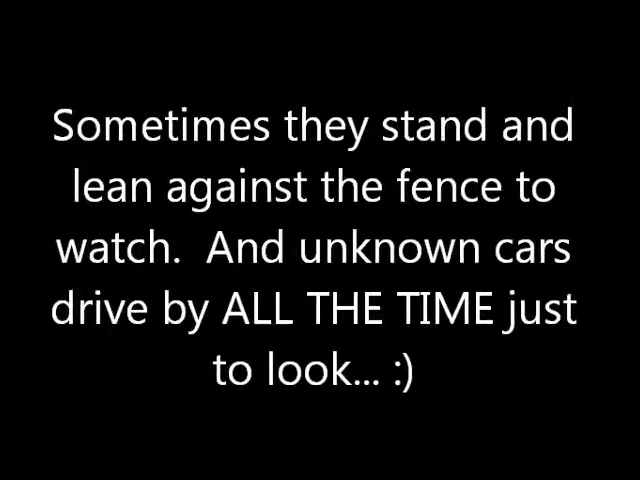 Sometimes they stand and
lean against the fence to
watch.  And unknown cars
drive by ALL THE TIME just
to look... :)